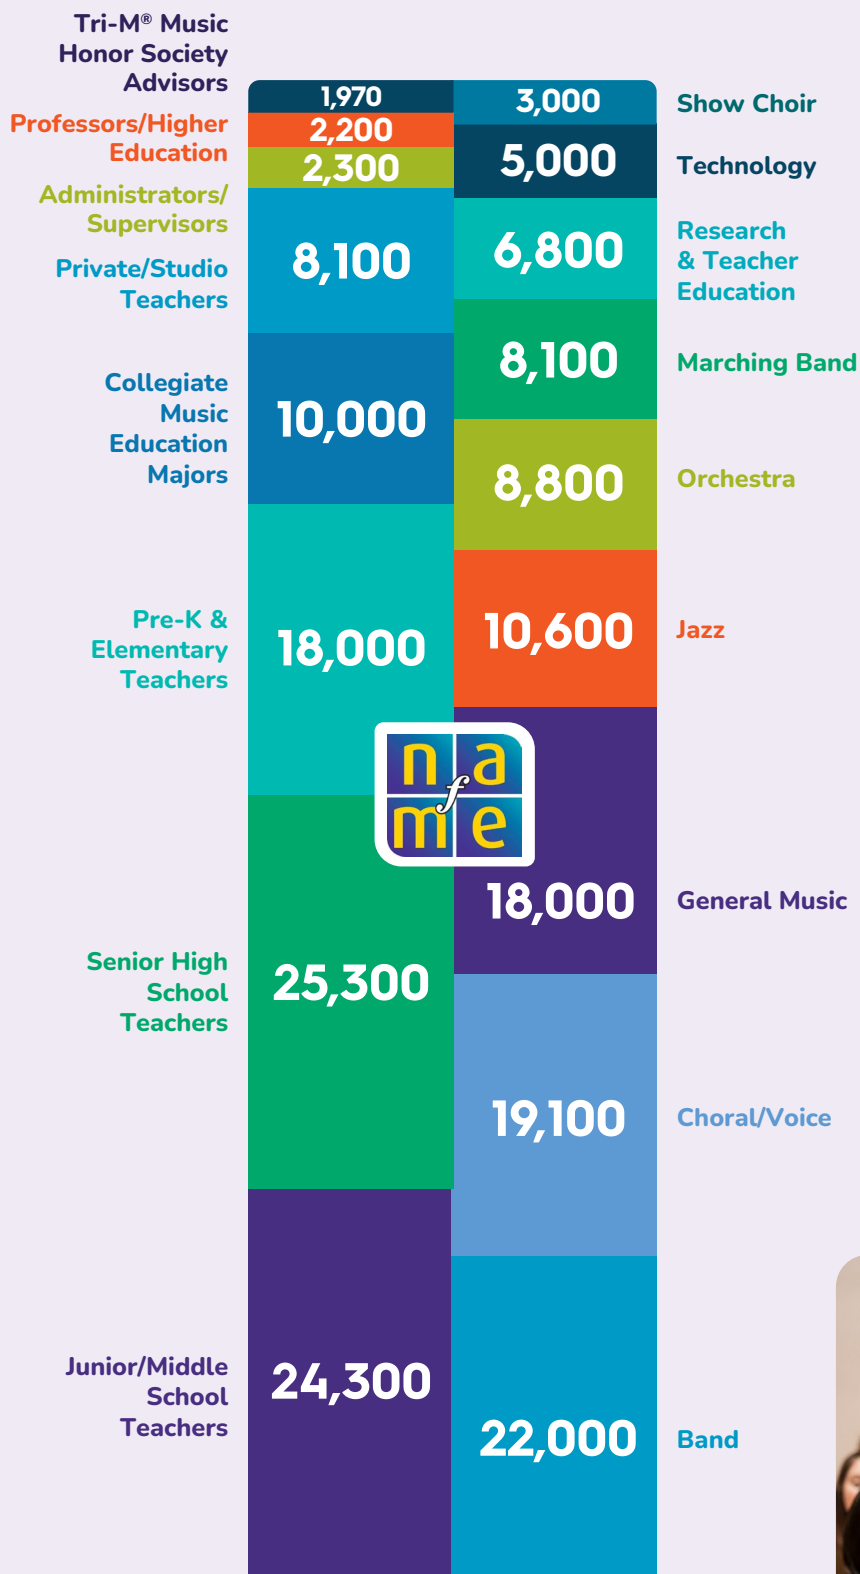 Tri-M® Music
Honor Society
Advisors
1,970
Professors/Higher
Education
2,200
Administrators/
Supervisors
2,300
Private/Studio
Teachers
8,100
Collegiate
Music
Education
Majors
10,000
Pre-K &
Elementary
Teachers
18,000
Senior High
School
Teachers
25,300
Junior/Middle
School
Teachers
24,300
3,000
Show Choir
5,000
Technology
6,800
Research
& Teacher
Education
8,100
Marching Band
8,800
Orchestra
10,600
Jazz
na
f
me
18,000
General Music
19,100
Choral/Voice
22,000
Band